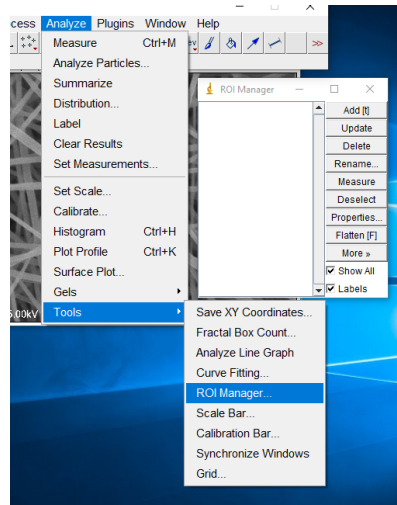 cess Analyze Plugins Window Help
>>
Measure Ctrl+M
Analyze Particles...
Summarize
Distribution...
Label
Clear Results
Set Measurements...
Set Scale...
Calibrate...
Histogram Ctrl+H
Plot Profile Ctrl+K
Surface Plot...
Gels
Tools
5.00kV
ROI Manager
Add [t]
Update
Delete
Rename...
Measure
Deselect
Properties...
Flatten [F]
More »
Show All
Labels
Save XY Coordinates...
Fractal Box Count...
Analyze Line Graph
Curve Fitting...
ROI Manager...
Scale Bar...
Calibration Bar...
Synchronize Windows
Grid...